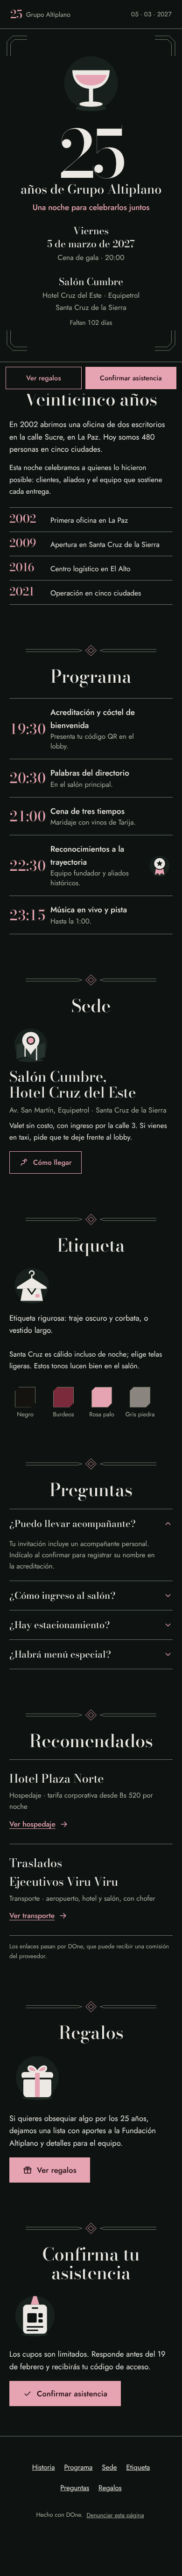 25 Grupo Altiplano
05 · 03 · 2027
25
años de Grupo Altiplano
Una noche para celebrarlos juntos
Viernes
5 de marzo de 2027
Cena de gala · 20:00
Salón Cumbre
Hotel Cruz del Este · Equipetrol
Santa Cruz de la Sierra
Faltan 102 días
Ver regalos
Confirmar asistencia
Veinticinco años
En 2002 abrimos una oficina de dos escritorios
en la calle Sucre, en La Paz. Hoy somos 480
personas en cinco ciudades.
Esta noche celebramos a quienes lo hicieron
posible: clientes, aliados y el equipo que sostiene
cada entrega.
2002 Primera oficina en La Paz
2009 Apertura en Santa Cruz de la Sierra
2016 Centro logístico en El Alto
2021 Operación en cinco ciudades
Programa
19:30
Acreditación y cóctel de
bienvenida
Presenta tu código QR en el
lobby.
20:30
Palabras del directorio
En el salón principal.
21:00
Cena de tres tiempos
Maridaje con vinos de Tarija.
22:30
Reconocimientos a la
trayectoria
Equipo fundador y aliados
históricos.
23:15
Música en vivo y pista
Hasta la 1:00.
Sede
Salón Cumbre,
Hotel Cruz del Este
Av. San Martín, Equipetrol · Santa Cruz de la Sierra
Valet sin costo, con ingreso por la calle 3. Si vienes
en taxi, pide que te deje frente al lobby.
Cómo llegar
Etiqueta
Etiqueta rigurosa: traje oscuro y corbata, o
vestido largo.
Santa Cruz es cálido incluso de noche; elige telas
ligeras. Estos tonos lucen bien en el salón.
Negro
Burdeos
Rosa palo
Gris piedra
Preguntas
¿Puedo llevar acompañante?
Tu invitación incluye un acompañante personal.
Indícalo al confirmar para registrar su nombre en
la acreditación.
¿Cómo ingreso al salón?
¿Hay estacionamiento?
¿Habrá menú especial?
Recomendados
Hotel Plaza Norte
Hospedaje · tarifa corporativa desde Bs 520 por
noche
Ver hospedaje
Traslados
Ejecutivos Viru Viru
Transporte · aeropuerto, hotel y salón, con chofer
Ver transporte
Los enlaces pasan por DOne, que puede recibir una comisión
del proveedor.
Regalos
Si quieres obsequiar algo por los 25 años,
dejamos una lista con aportes a la Fundación
Altiplano y detalles para el equipo.
Ver regalos
Confirma tu
asistencia
Los cupos son limitados. Responde antes del 19
de febrero y recibirás tu código de acceso.
Confirmar asistencia
Historia
Programa
Sede
Etiqueta
Preguntas
Regalos
Hecho con DOne. Denunciar esta página